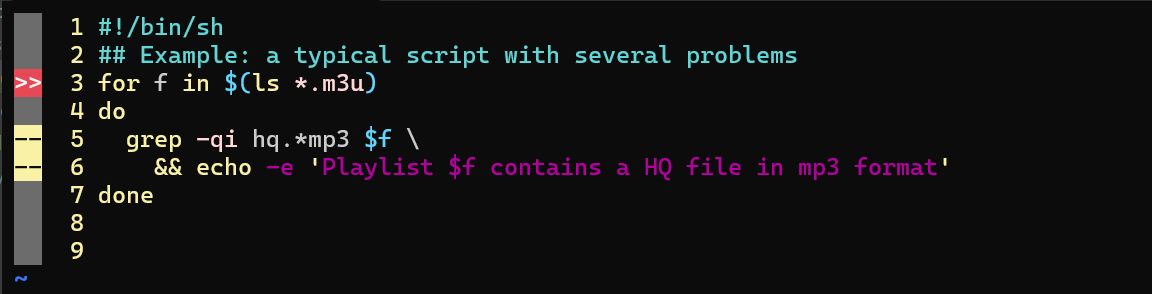 1 #!/bin/sh
2 ## Example: a typical script with several problems
>> 3 for f in $(ls *.m3u)
4 do
-- 5   grep -qi hq.*mp3 $f \
-- 6     && echo -e 'Playlist $f contains a HQ file in mp3 format'
7 done
8
9
~